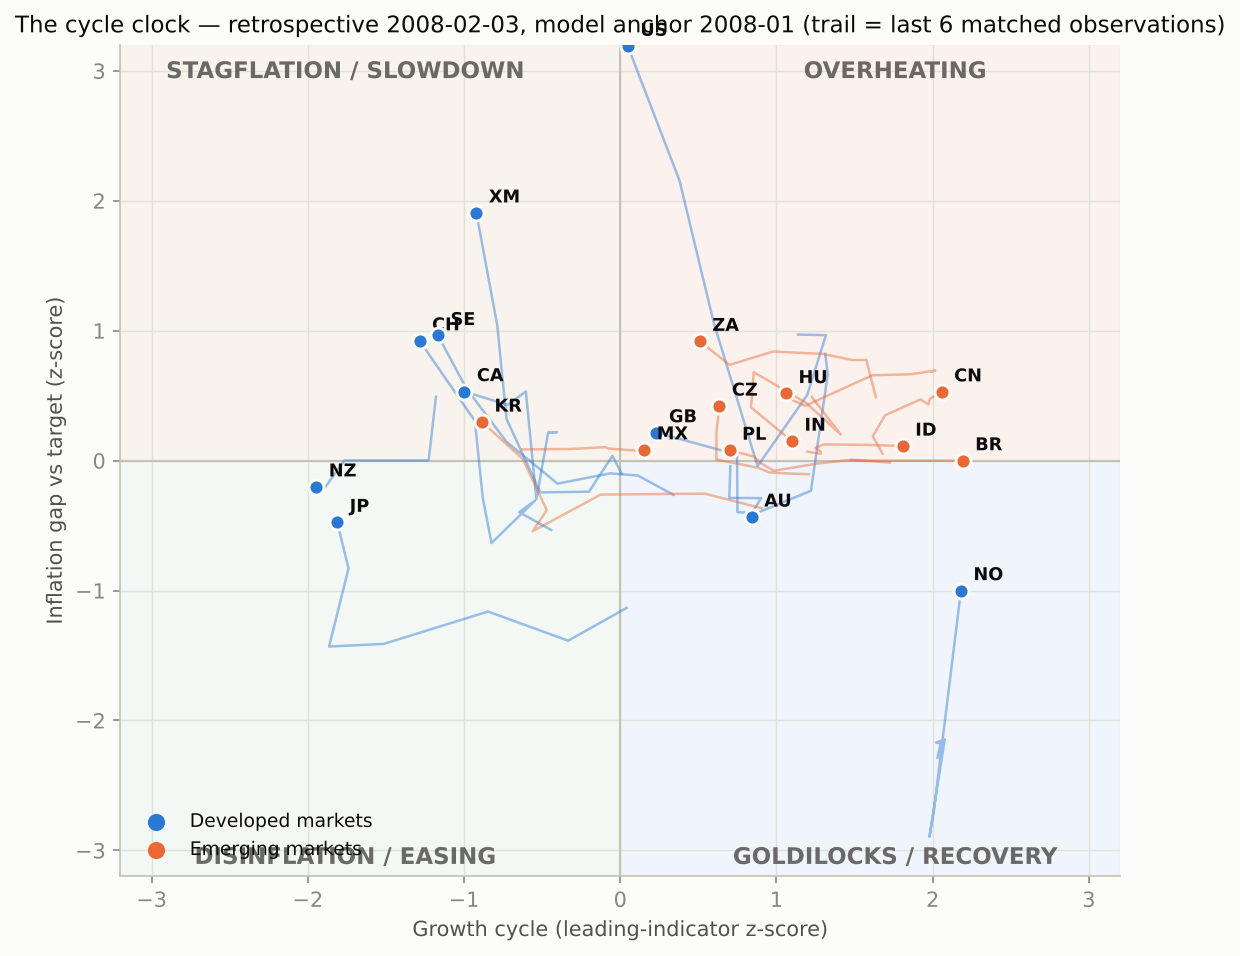 The cycle clock — retrospective 2008-02-03, model anchor 2008-01 (trail = last 6 matched observations)
US
STAGFLATION / SLOWDOWN
OVERHEATING
XM
CH
SE
ZA
CA
KR
CZ
HU
CN
GB
MX
PL
IN
ID
BR
NZ
JP
AU
NO
Developed markets
Emerging markets
DISINFLATION / EASING
GOLDILOCKS / RECOVERY
3
2
1
0
−1
−2
−3
−3
−2
−1
0
1
2
3
Growth cycle (leading-indicator z-score)
Inflation gap vs target (z-score)